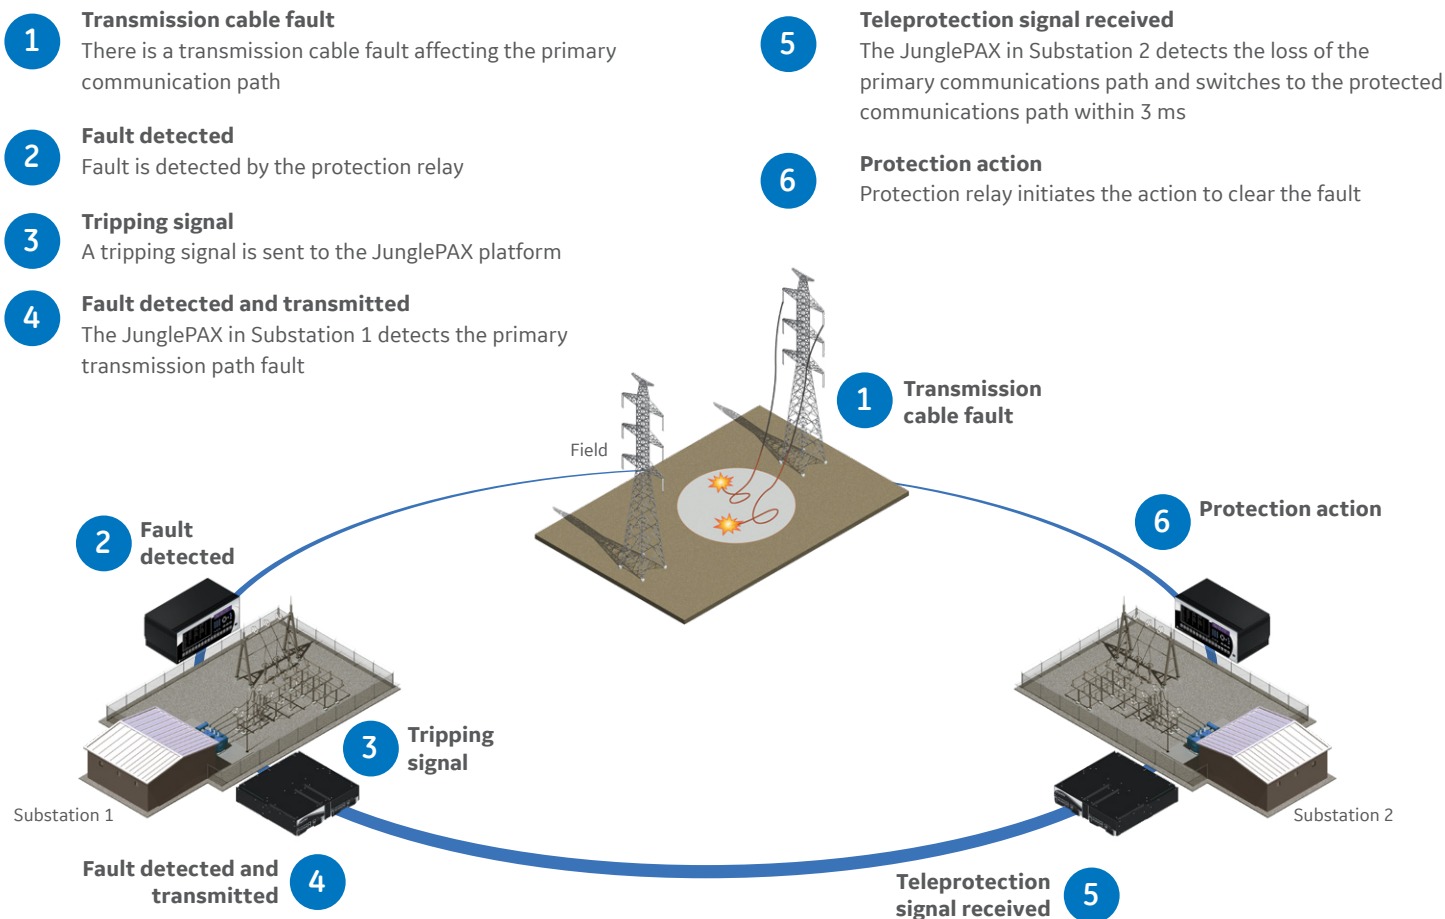 1
Transmission cable fault
There is a transmission cable fault affecting the primary
communication path
2
Fault detected
Fault is detected by the protection relay
3
Tripping signal
A tripping signal is sent to the JunglePAX platform
4
Fault detected and transmitted
The JunglePAX in Substation 1 detects the primary
transmission path fault
5
Teleprotection signal received
The JunglePAX in Substation 2 detects the loss of the
primary communications path and switches to the protected
communications path within 3 ms
6
Protection action
Protection relay initiates the action to clear the fault
1
Transmission
cable fault
Field
2
Fault
detected
6
Protection action
3
Tripping
signal
Substation 1
Substation 2
Fault detected and
transmitted
4
Teleprotection
signal received
5